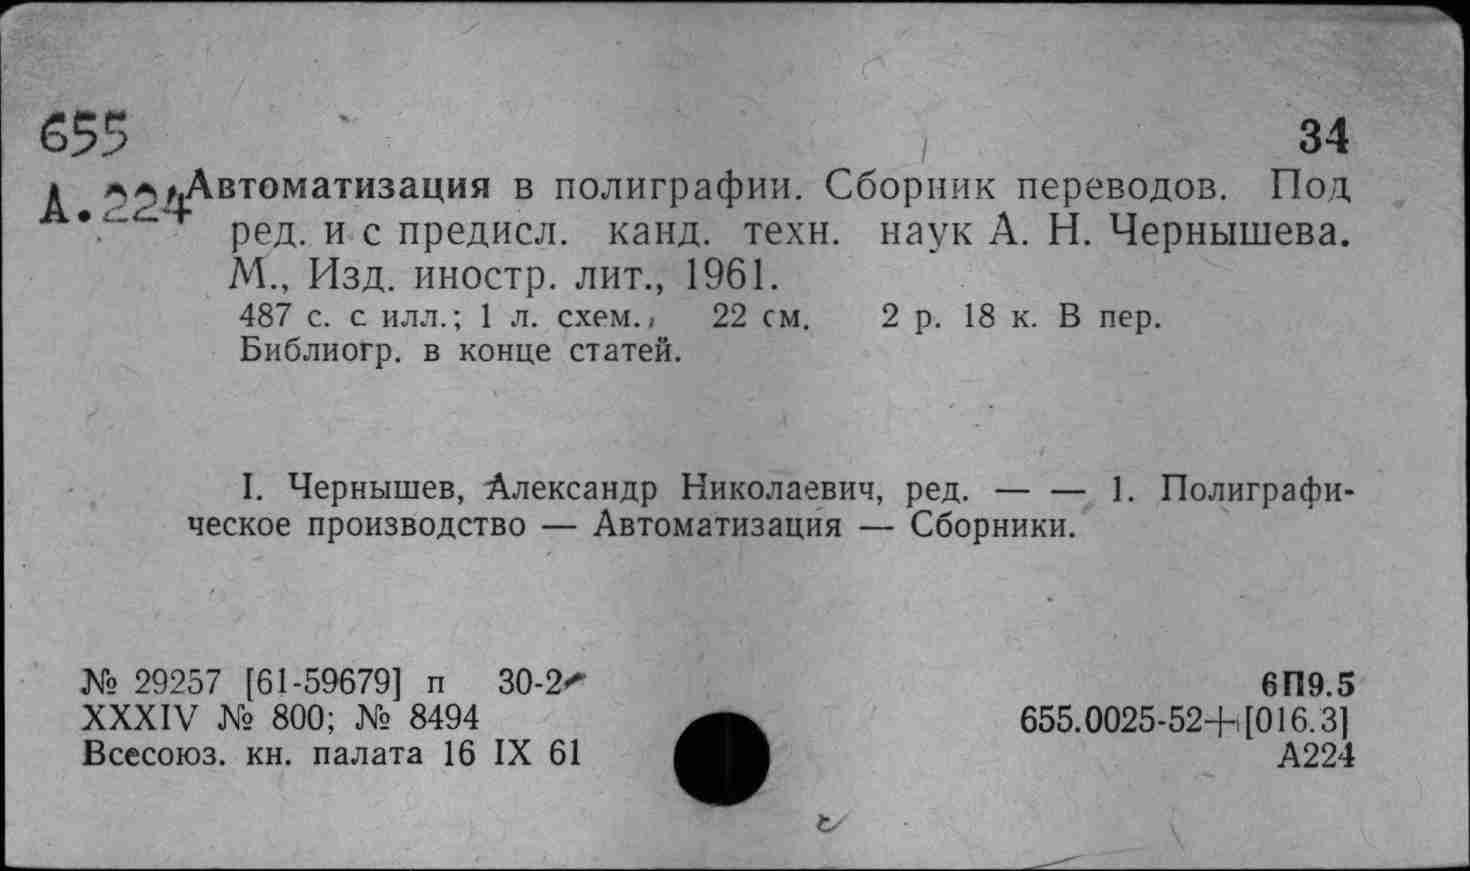 655
34
А.224 Автоматизация в полиграфии. Сборник переводов. Под
ред. и с предисл. канд. техн. наук А. Н. Чернышева.
М., Изд. иностр. лит., 1961.
487 с. с илл.; 1 л. схем., 22 см. 2 р. 18 к. В пер.
Библиогр. в конце статей.
I. Чернышев, Александр Николаевич, ред. — — 1. Полиграфи-
ческое производство — Автоматизация — Сборники.
№ 29257 [61-59679] п 30-2
6П9.5
XXXIV № 800; № 8494
655.0025-52+[016.3]
Всесоюз. кн. палата 16 IX 61
А224